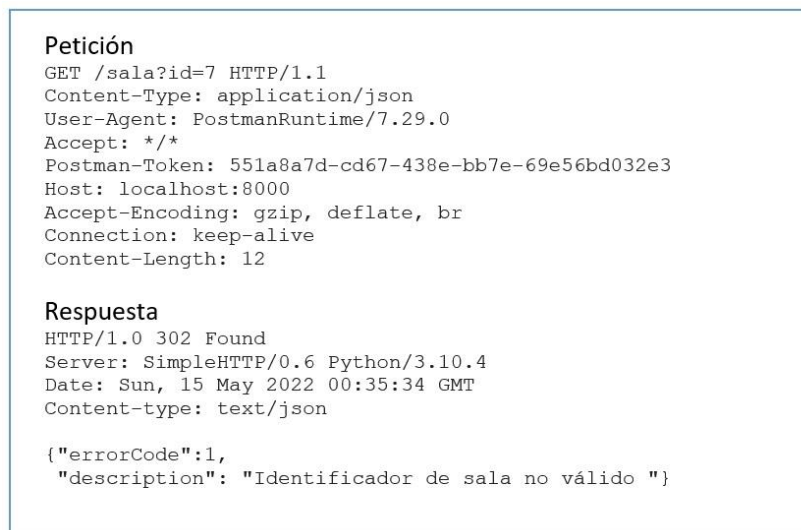 Petición
GET /sala?id=7 HTTP/1.1
Content-Type: application/json
User-Agent: PostmanRuntime/7.29.0
Accept: */*
Postman-Token: 551a8a7d-cd67-438e-bb7e-69e56bd032e3
Host: localhost:8000
Accept-Encoding: gzip, deflate, br
Connection: keep-alive
Content-Length: 12
Respuesta
HTTP/1.0 302 Found
Server: SimpleHTTP/0.6 Python/3.10.4
Date: Sun, 15 May 2022 00:35:34 GMT
Content-type: text/json
{"errorCode":1,
"description": "Identificador de sala no válido "}